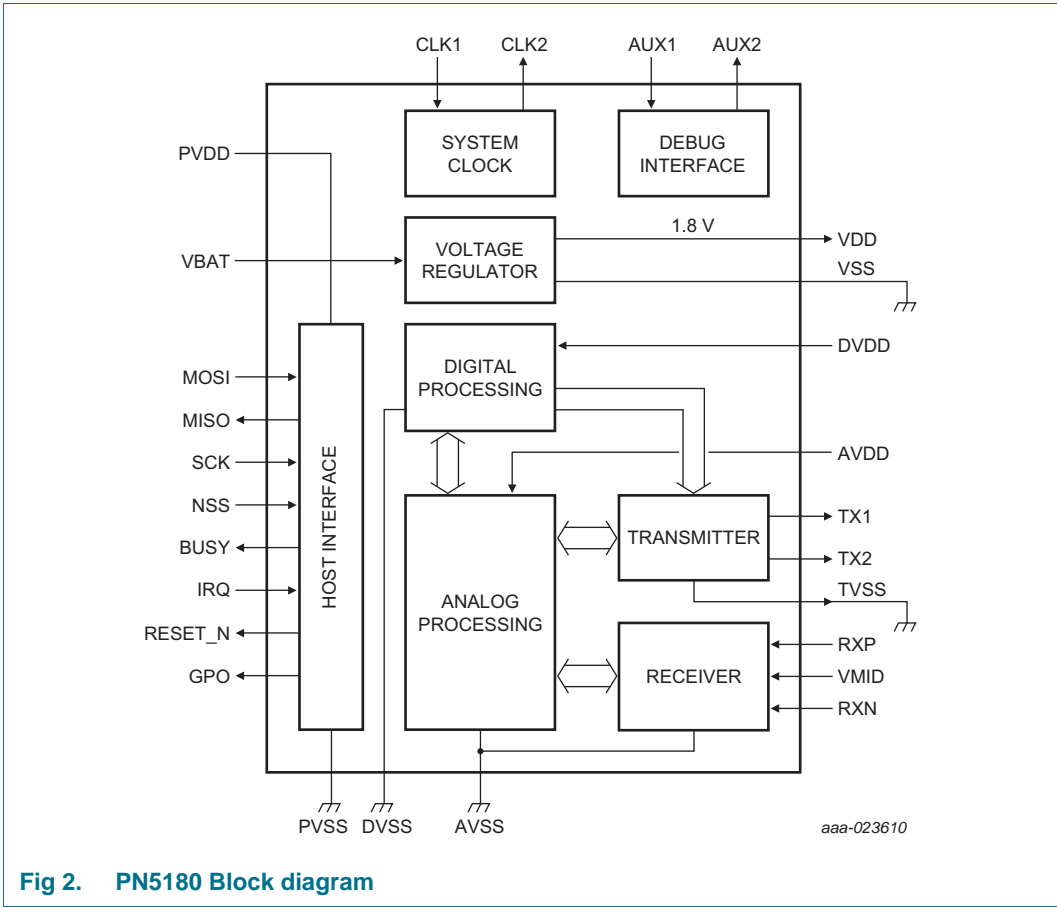 CLK1 CLK2 AUX1 AUX2
SYSTEM
CLOCK
DEBUG
INTERFACE
PVDD
VBAT
VOLTAGE
REGULATOR
1.8 V
VDD
VSS
DIGITAL
PROCESSING
DVDD
MOSI
MISO
SCK
NSS
BUSY
IRQ
RESET_N
GPO
HOST INTERFACE
AVDD
ANALOG
PROCESSING
TRANSMITTER
TX1
TX2
TVSS
RECEIVER
RXP
VMID
RXN
PVSS DVSS AVSS
aaa-023610
Fig 2. PN5180 Block diagram